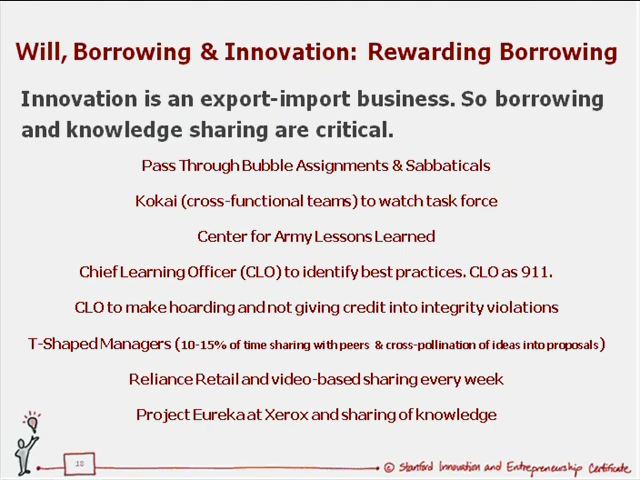 Will, Borrowing & Innovation: Rewarding Borrowing
Innovation is an export-import business. So borrowing
and knowledge sharing are critical.
Pass Through Bubble Assignments & Sabbaticals
Kokai (cross-functional teams) to watch task force
Center for Army Lessons Learned
Chief Learning Officer (CLO) to identify best practices. CLO as 911.
CLO to make hoarding and not giving credit into integrity violations
T-Shaped Managers (10-15% of time sharing with peers & cross-pollination of ideas into proposals)
Reliance Retail and video-based sharing every week
Project Eureka at Xerox and sharing of knowledge
18
© Stanford Innovation and Entrepreneurship Certificate